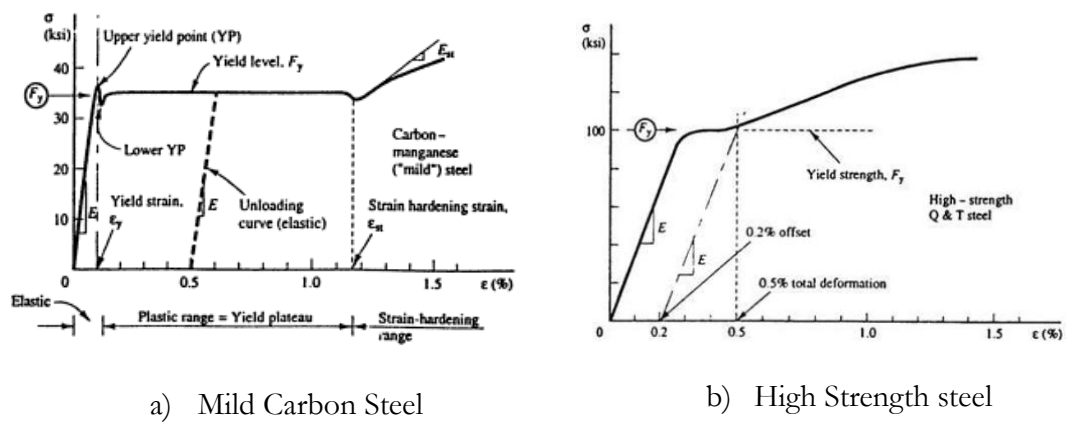 σ
(ksi)
Upper yield point (YP)
Yield level, Fy
Est
40
Fy
30
Lower YP
Carbon–
manganese
("mild") steel
20
10
E
Yield strain,
εy
E
Unloading
curve (elastic)
Strain hardening strain,
εst
0
0.5
1.0
1.5
ε (%)
Elastic
Plastic range = Yield plateau
Strain-hardening
range
a) Mild Carbon Steel
σ
(ksi)
100
Fy
Yield strength, Fy
High – strength
Q & T steel
E
E
0.2% offset
0.5% total deformation
0
0.2
0.5
1.0
1.5
ε (%)
b) High Strength steel